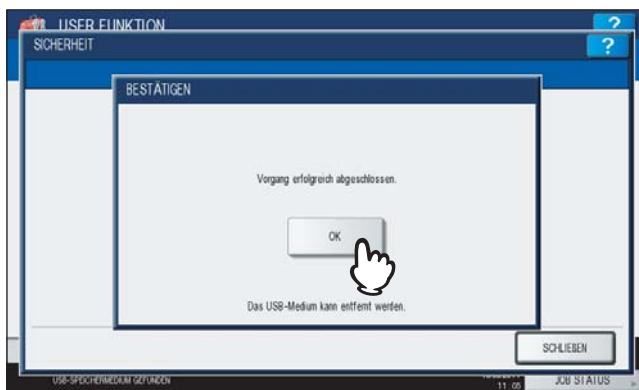 USER FUNKTION
?
SICHERHEIT
?
BESTÄTIGEN
Vorgang erfolgreich abgeschlossen.
OK
Das USB-Medium kann entfernt werden.
SCHLIEßEN
USB-SPEICHERMEDIUM GEFUNDEN
11:05
JOB STATUS